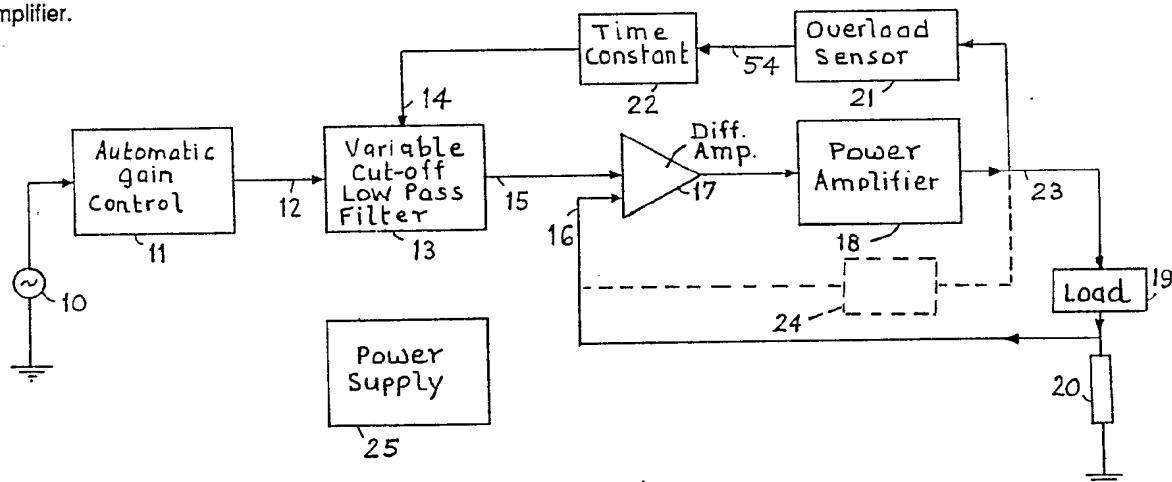 mplifier.
Time
Constant
22
54
Overload
Sensor
21
14
Automatic
gain
Control
11
12
Variable
Cut-off
Low Pass
Filter
13
15
16
Diff.
Amp.
17
Power
Amplifier
18
23
10
24
Load
19
20
Power
Supply
25